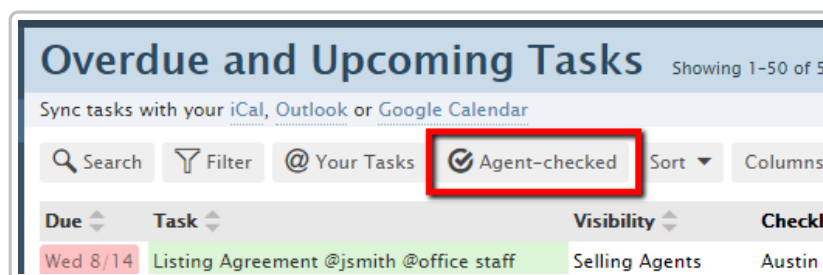 Overdue and Upcoming Tasks Showing 1-50 of 5
Sync tasks with your iCal, Outlook or Google Calendar
Search Filter @ Your Tasks Agent-checked Sort Columns
Due Task Visibility Checkl
Wed 8/14 Listing Agreement @jsmith @office staff Selling Agents Austin